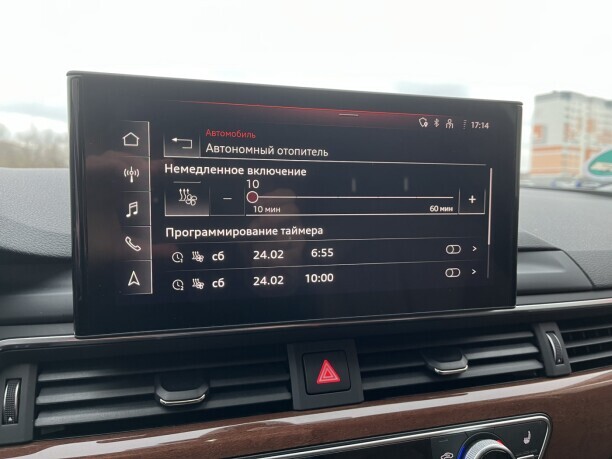 17:14
Автомобиль
Автономный отопитель
Немедленное включение
10
− +
10 мин 60 мин
Программирование таймера
сб 24.02 6:55
сб 24.02 10:00